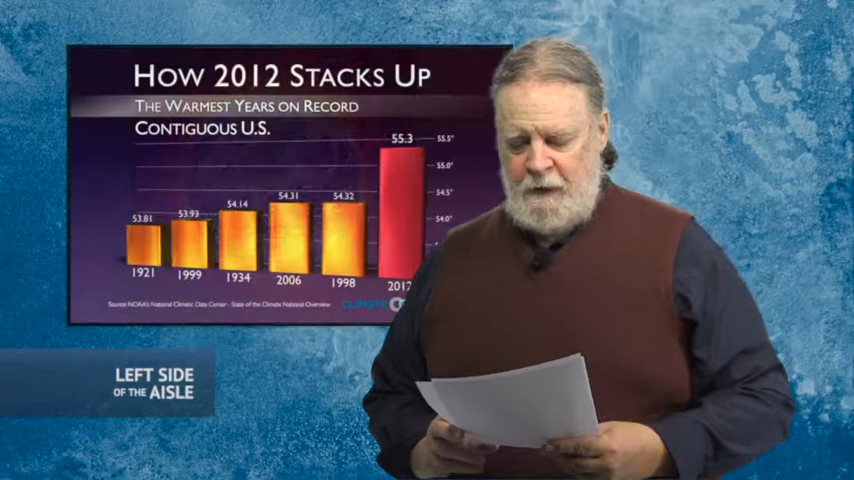 HOW 2012 STACKS UP
THE WARMEST YEARS ON RECORD
CONTIGUOUS U.S.
55.3
55.5°
55.0°
54.5°
54.31
54.32
54.14
53.93
53.81
54.0°
1921
1999
1934
2006
1998
2012
Source: NOAA's National Climatic Data Center - State of the Climate National Overview
CLIMATE
LEFT SIDE
OF THE AISLE